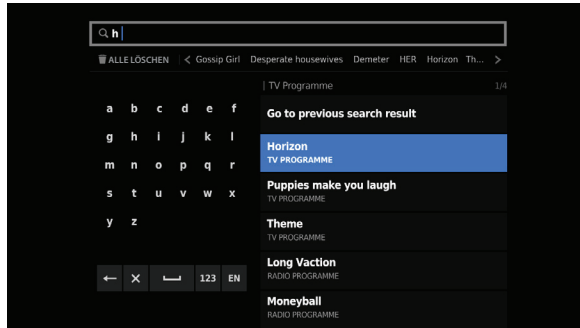 h
ALLE LÖSCHEN < Gossip Girl Desperate housewives Demeter HER Horizon Th... >
TV Programme 1/4
a b c d e f
g h i j k l
m n o p q r
s t u v w x
y z
123 EN
Go to previous search result
Horizon
TV PROGRAMME
Puppies make you laugh
TV PROGRAMME
Theme
TV PROGRAMME
Long Vaction
RADIO PROGRAMME
Moneyball
RADIO PROGRAMME